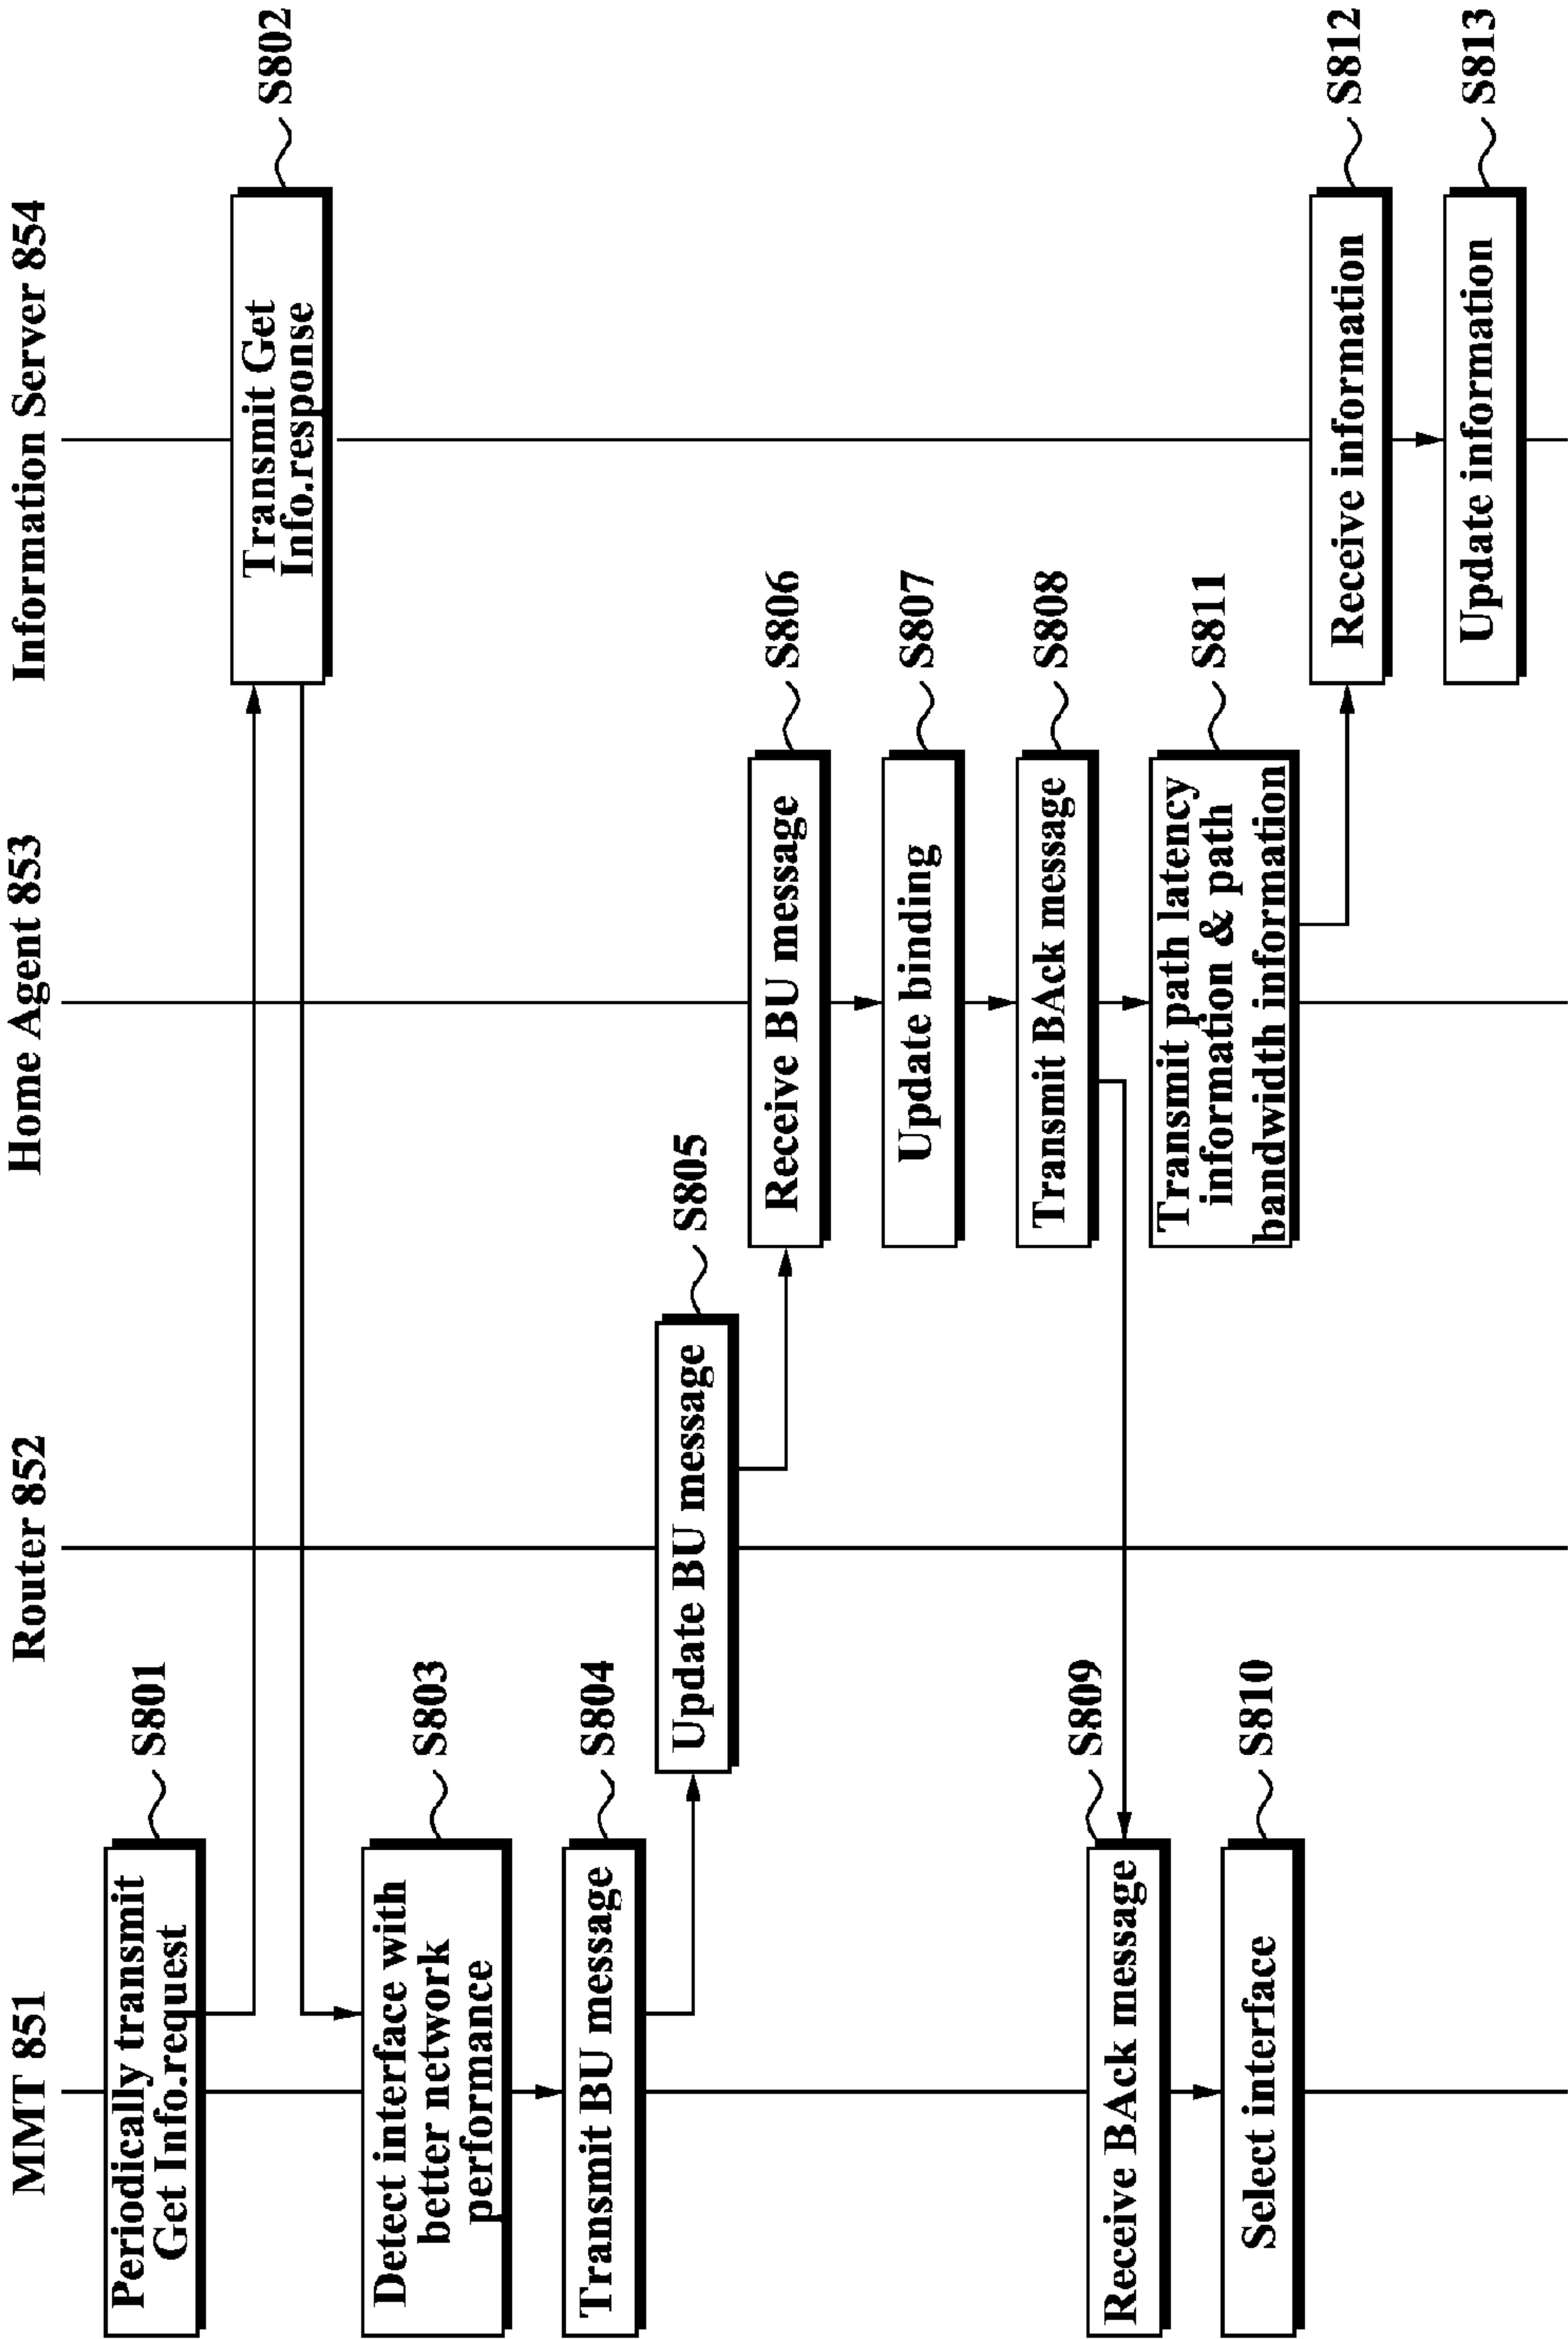 MMT 851
Router 852
Home Agent 853
Information Server 854
Periodically transmit
Get Info.request
S801
Transmit Get
Info.response
S802
Detect interface with
better network
performance
S803
Transmit BU message
S804
Update BU message
S805
Receive BU message
S806
Update binding
S807
Transmit BAck message
S808
Receive BAck message
S809
Select interface
S810
Transmit path latency
information & path
bandwidth information
S811
Receive information
S812
Update information
S813